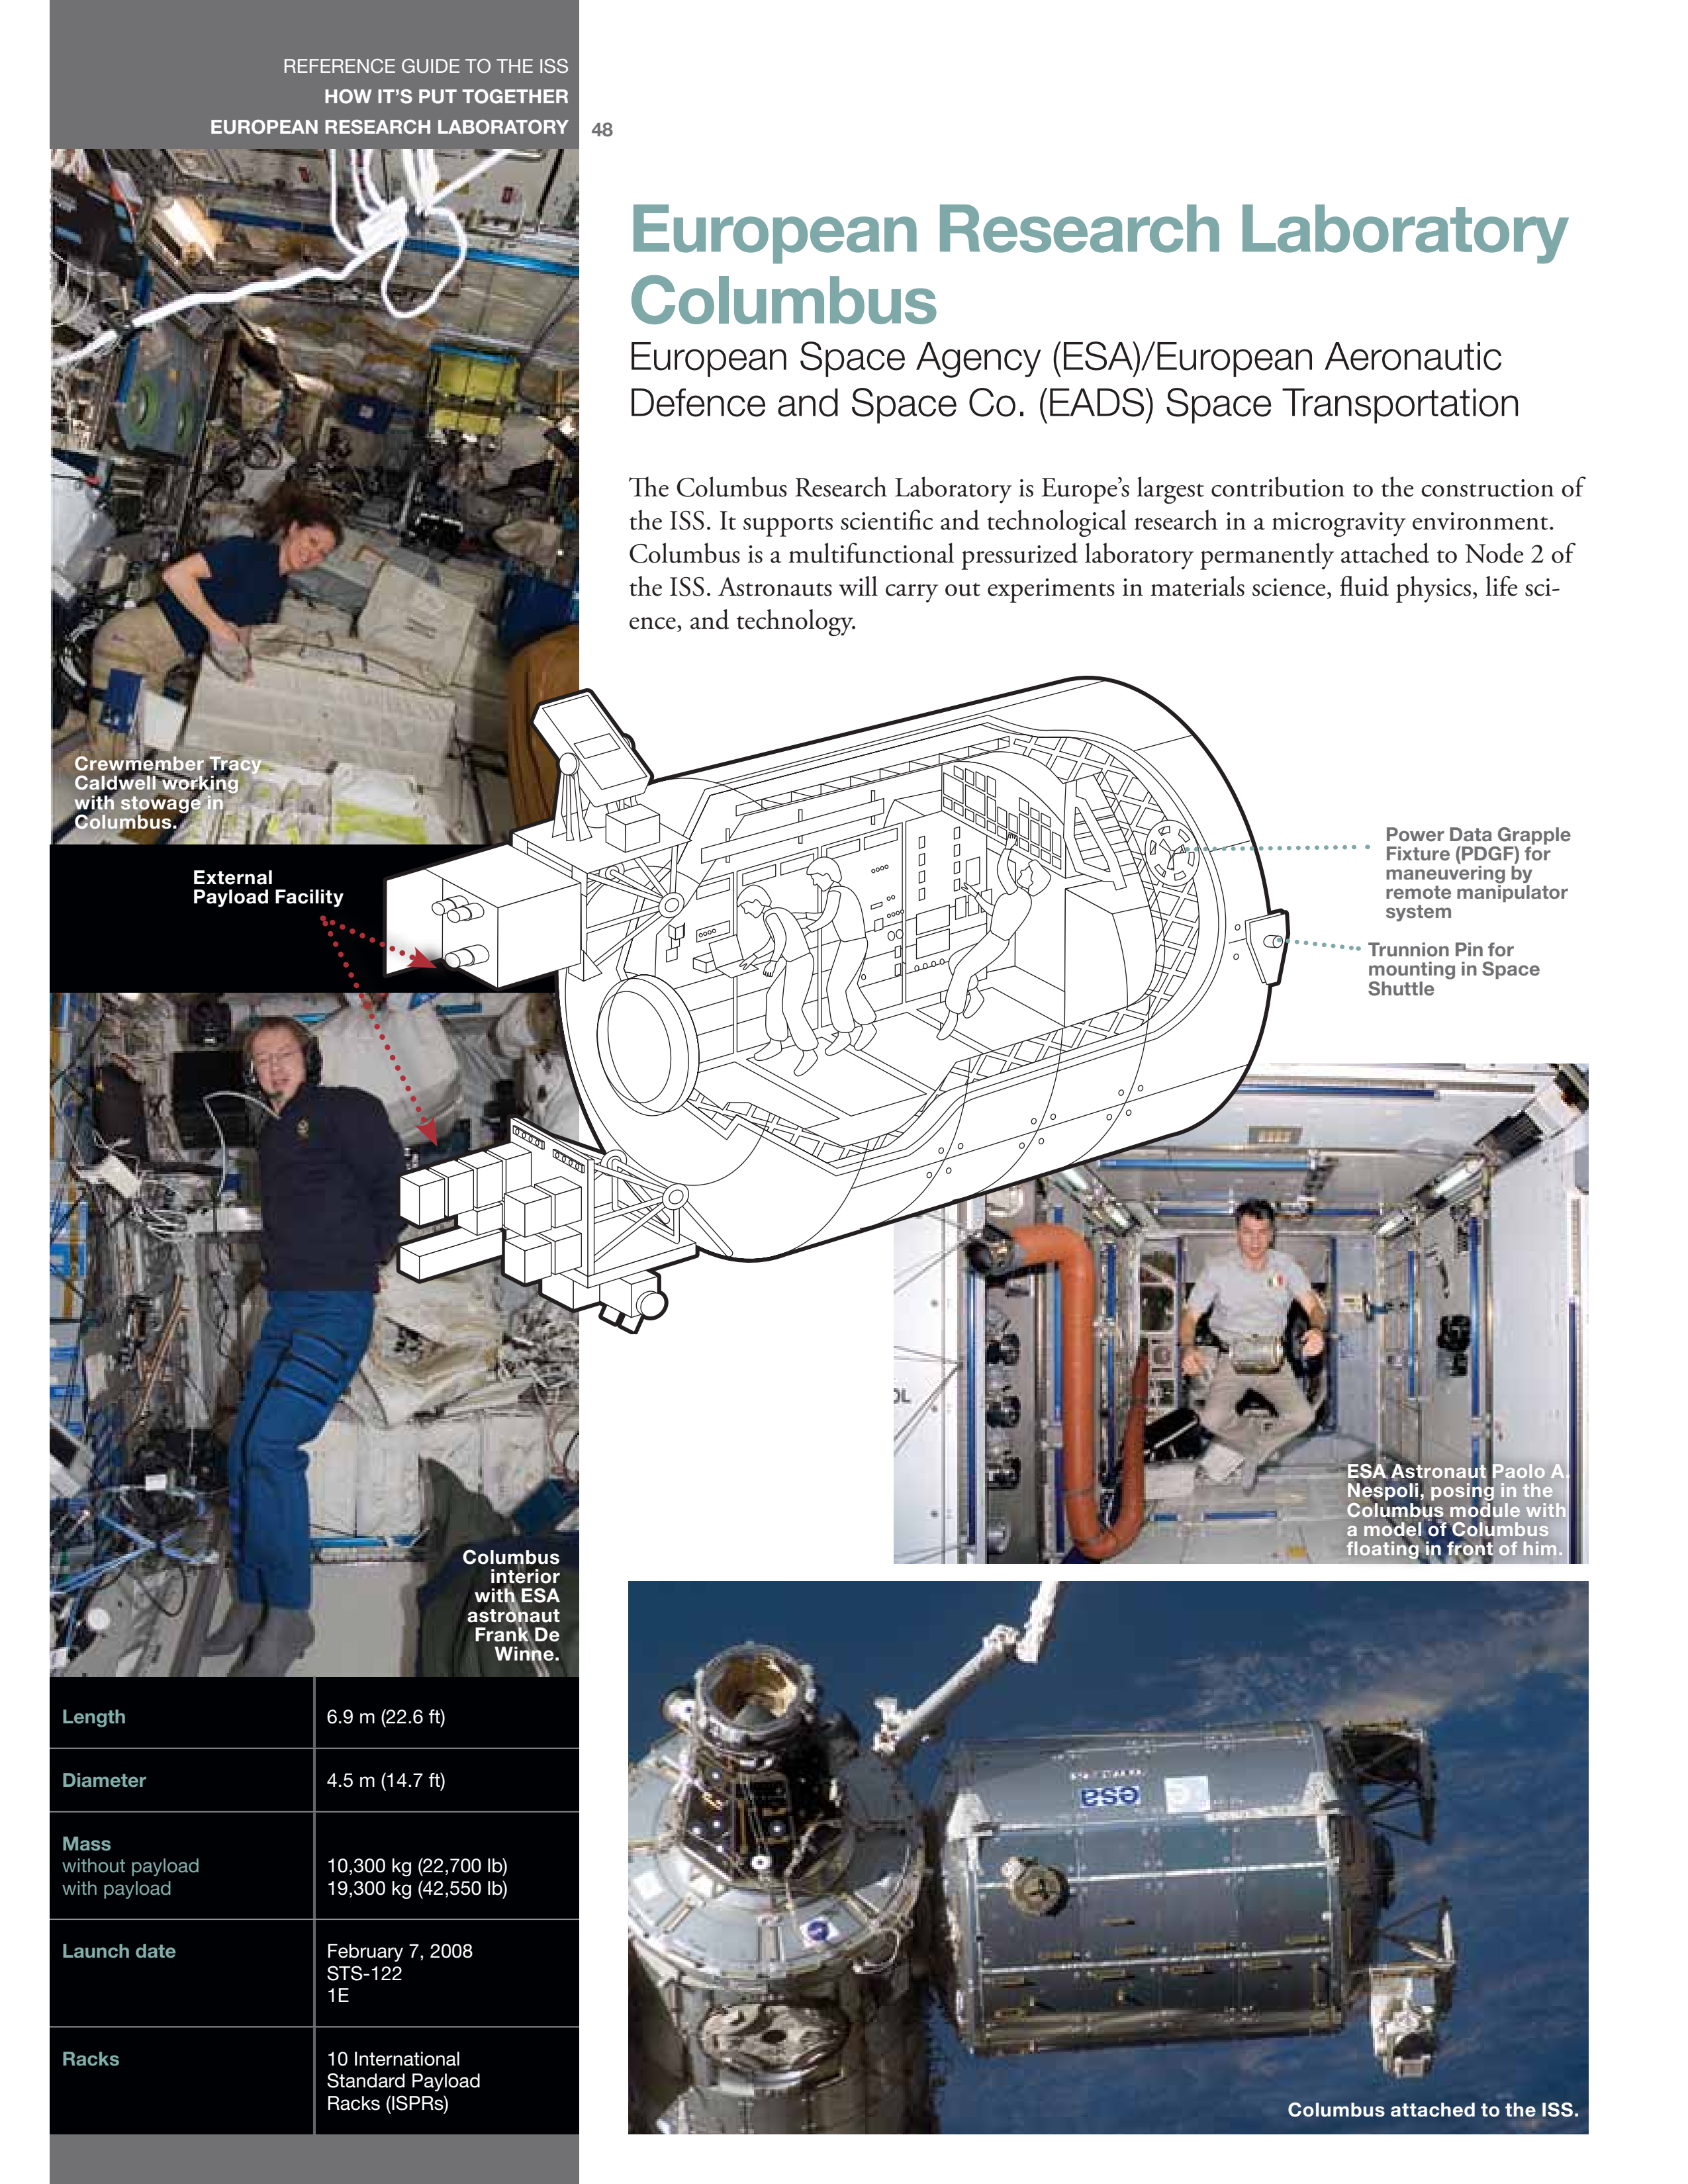 REFERENCE GUIDE TO THE ISS
HOW IT’S PUT TOGETHER
EUROPEAN RESEARCH LABORATORY
48
European Research Laboratory
Columbus
European Space Agency (ESA)/European Aeronautic
Defence and Space Co. (EADS) Space Transportation
The Columbus Research Laboratory is Europe’s largest contribution to the construction of
the ISS. It supports scientific and technological research in a microgravity environment.
Columbus is a multifunctional pressurized laboratory permanently attached to Node 2 of
the ISS. Astronauts will carry out experiments in materials science, fluid physics, life sci-
ence, and technology.
Crewmember Tracy
Caldwell working
with stowage in
Columbus.
External
Payload Facility
Power Data Grapple
Fixture (PDGF) for
maneuvering by
remote manipulator
system
Trunnion Pin for
mounting in Space
Shuttle
OL
ESA Astronaut Paolo A.
Nespoli, posing in the
Columbus module with
a model of Columbus
floating in front of him.
Columbus
interior
with ESA
astronaut
Frank De
Winne.
Length
6.9 m (22.6 ft)
Diameter
4.5 m (14.7 ft)
Mass
without payload
10,300 kg (22,700 lb)
with payload
19,300 kg (42,550 lb)
Launch date
February 7, 2008
STS-122
1E
Racks
10 International
Standard Payload
Racks (ISPRs)
esa
Columbus attached to the ISS.